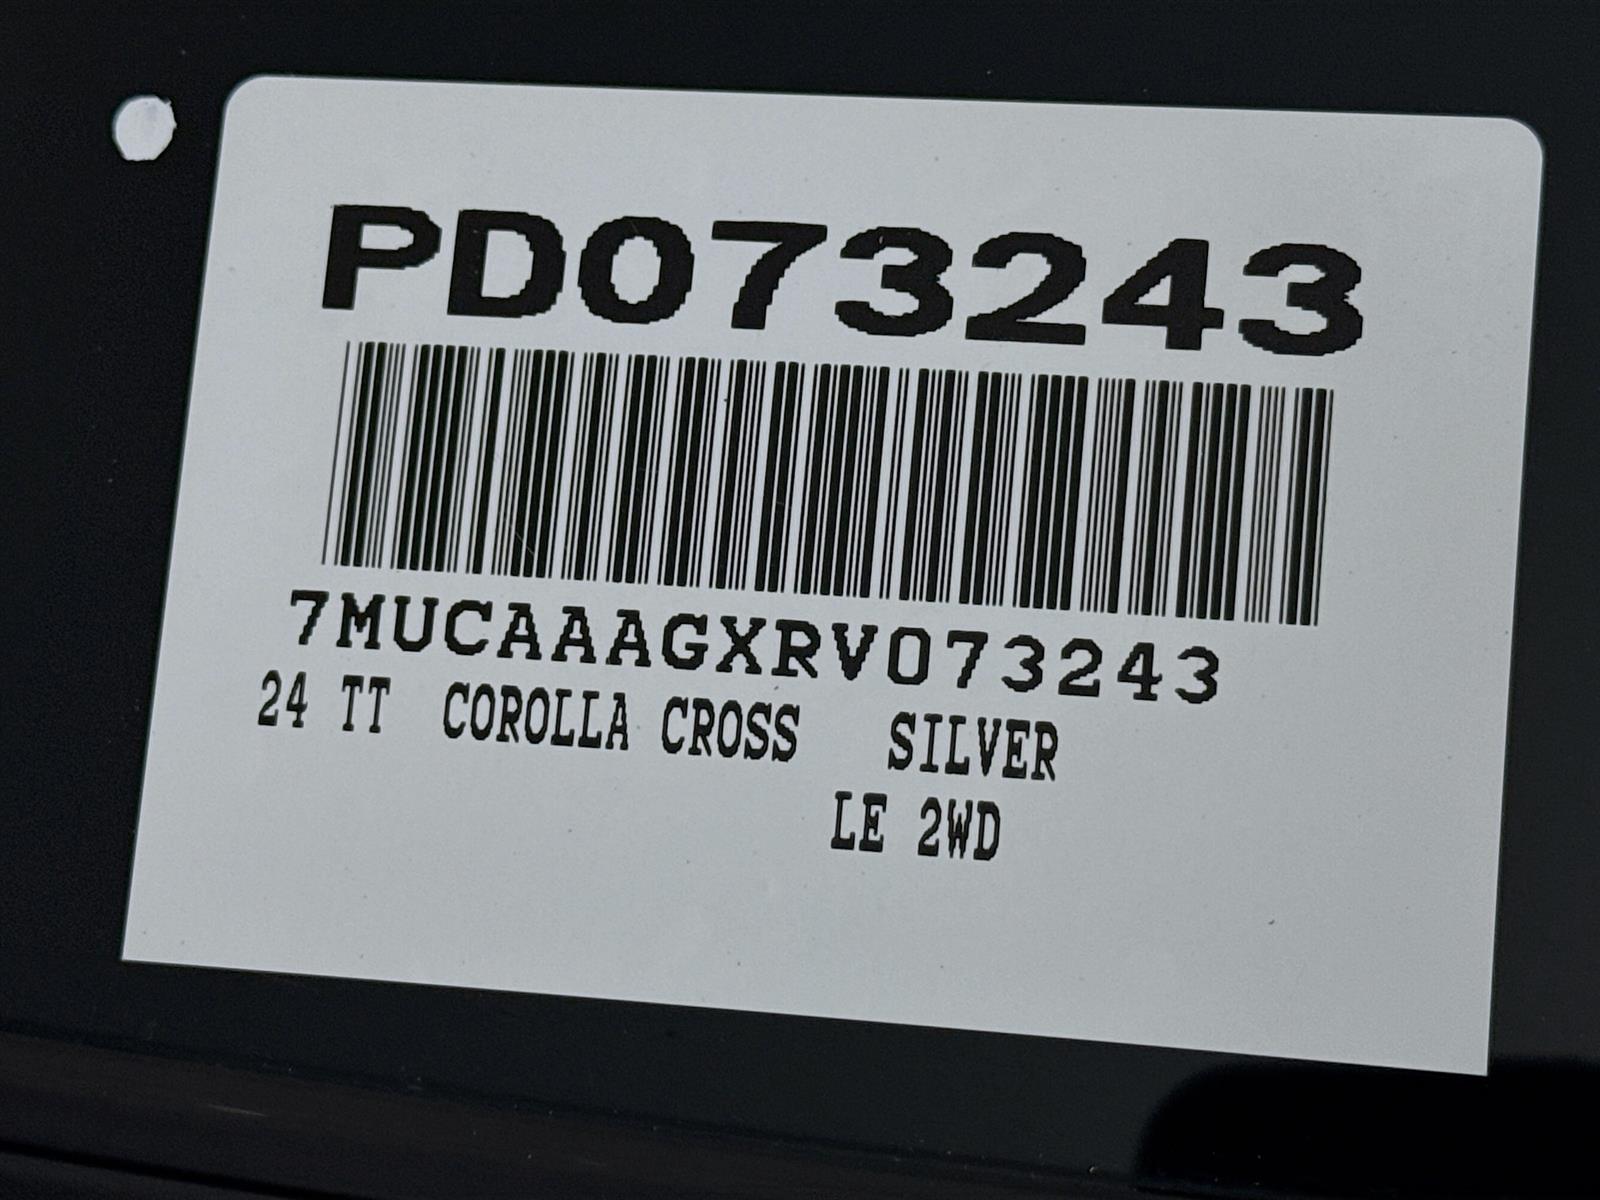 PD073243
7MUCAAAGXRV073243
24 TT COROLLA CROSS SILVER
LE 2WD